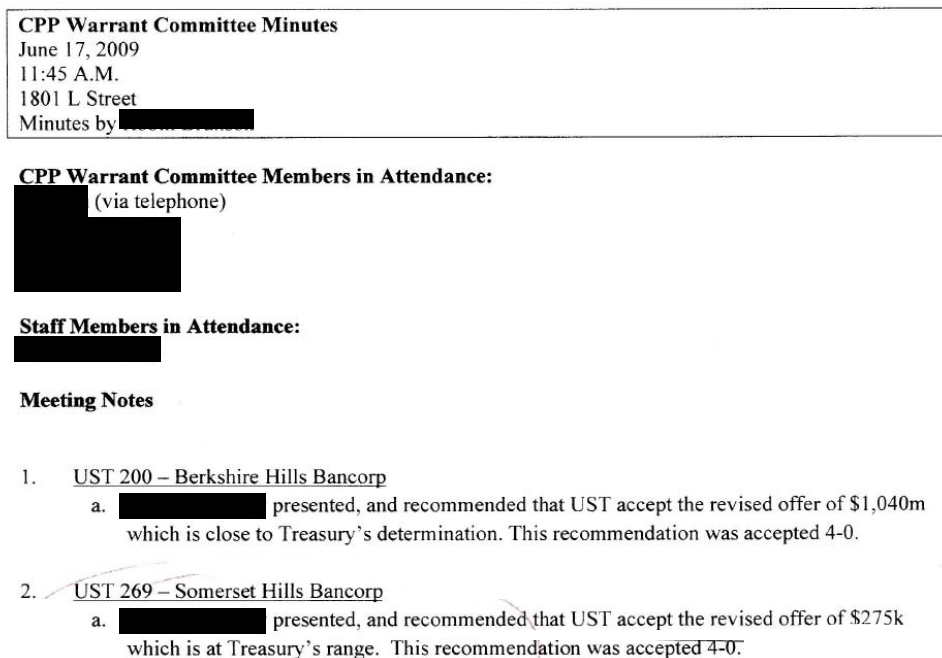 CPP Warrant Committee Minutes
June 17, 2009
11:45 A.M.
1801 L Street
Minutes by
CPP Warrant Committee Members in Attendance:
(via telephone)
Staff Members in Attendance:
Meeting Notes
1. UST 200 – Berkshire Hills Bancorp
a. presented, and recommended that UST accept the revised offer of $1,040m
which is close to Treasury's determination. This recommendation was accepted 4-0.
2. UST 269 – Somerset Hills Bancorp
a. presented, and recommended that UST accept the revised offer of $275k
which is at Treasury's range. This recommendation was accepted 4-0.